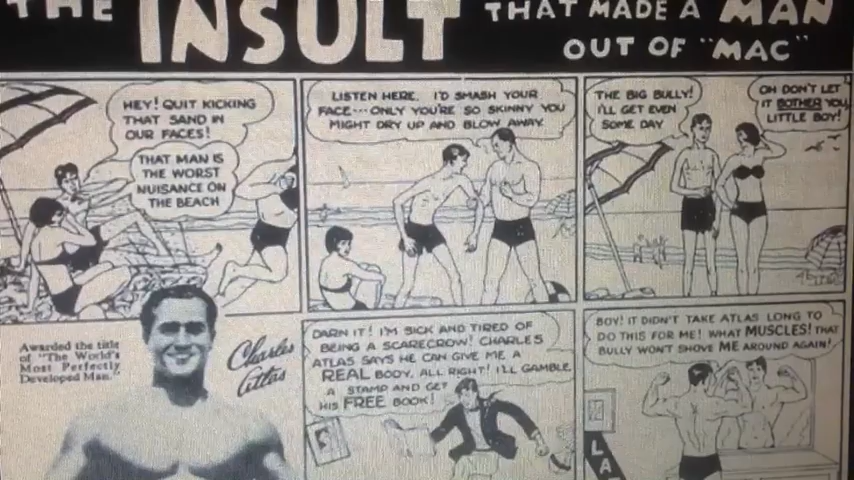 THE INSULT THAT MADE A MAN
OUT OF "MAC"
HEY! QUIT KICKING
THAT SAND IN
OUR FACES!
THAT MAN IS
THE WORST
NUISANCE ON
THE BEACH
LISTEN HERE. I'D SMASH YOUR
FACE---ONLY YOU'RE SO SKINNY YOU
MIGHT DRY UP AND BLOW AWAY.
THE BIG BULLY!
I'LL GET EVEN
SOME DAY
OH DON'T LET
IT BOTHER YOU,
LITTLE BOY!
Awarded the title
of "The World's
Most Perfectly
Developed Man."
Charles
Atlas
DARN IT! I'M SICK AND TIRED OF
BEING A SCARECROW! CHARLES
ATLAS SAYS HE CAN GIVE ME A
REAL BODY. ALL RIGHT! I'LL GAMBLE
A STAMP AND GET
HIS FREE BOOK!
BOY! IT DIDN'T TAKE ATLAS LONG TO
DO THIS FOR ME! WHAT MUSCLES! THAT
BULLY WON'T SHOVE ME AROUND AGAIN!
LA